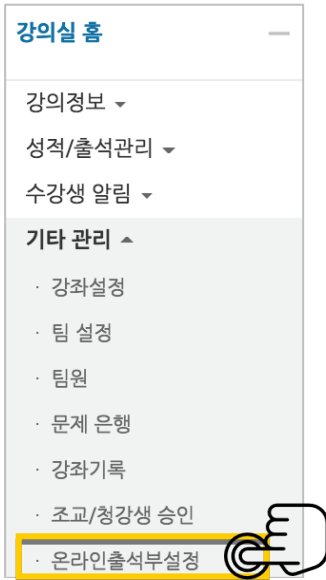 강의실 홈
강의정보
성적/출석관리
수강생 알림
기타 관리
· 강좌설정
· 팀 설정
· 팀원
· 문제 은행
· 강좌기록
· 조교/청강생 승인
· 온라인출석부설정